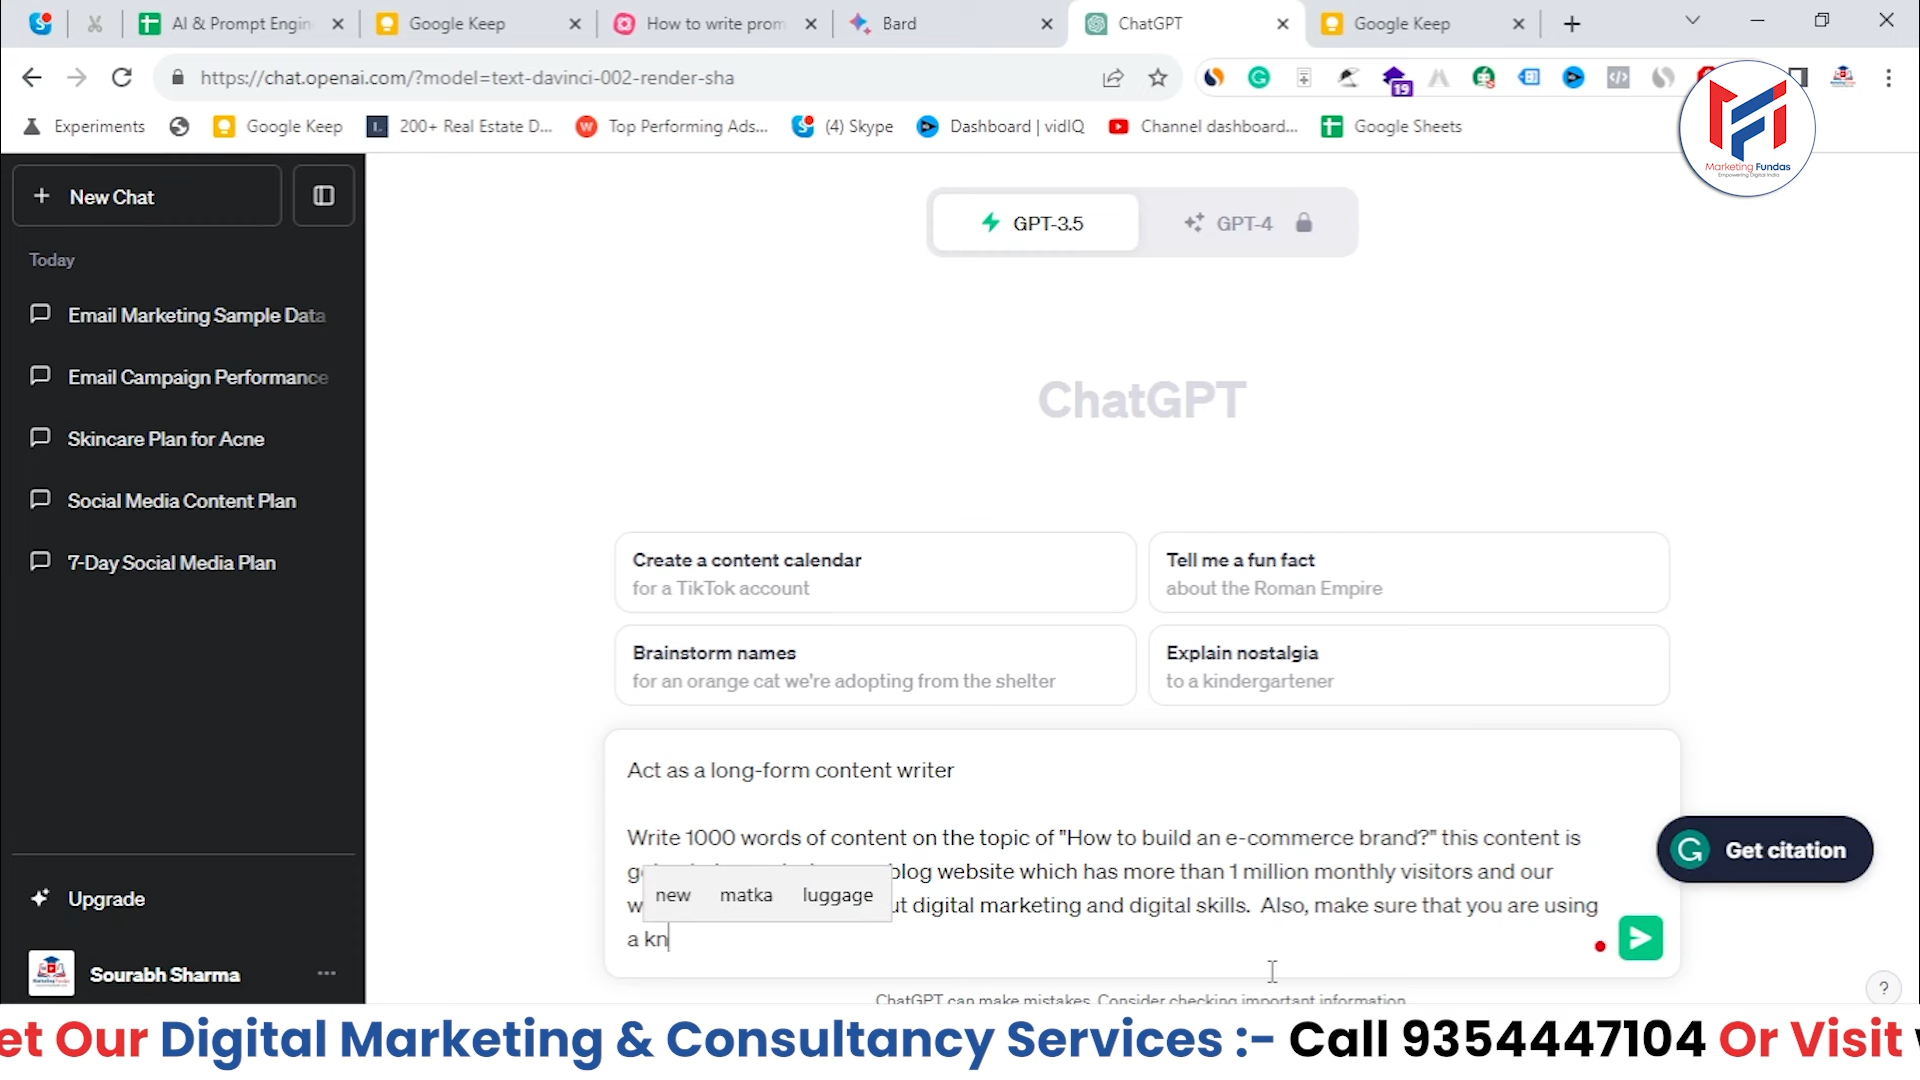 AI & Prompt Engin
Google Keep
How to write prom
Bard
ChatGPT
Google Keep
https://chat.openai.com/?model=text-davinci-002-render-sha
19
Experiments
Google Keep
200+ Real Estate D...
Top Performing Ads...
(4) Skype
Dashboard | vidIQ
Channel dashboard...
Google Sheets
Marketing Fundas
Empowering Digital India
New Chat
GPT-3.5
GPT-4
Today
Email Marketing Sample Data
Email Campaign Performance
Skincare Plan for Acne
Social Media Content Plan
7-Day Social Media Plan
ChatGPT
Create a content calendar
for a TikTok account
Tell me a fun fact
about the Roman Empire
Brainstorm names
for an orange cat we're adopting from the shelter
Explain nostalgia
to a kindergartener
Act as a long-form content writer
Write 1000 words of content on the topic of "How to build an e-commerce brand?" this content is
blog website which has more than 1 million monthly visitors and our
new matka luggage
digital marketing and digital skills. Also, make sure that you are using
a kn
Get citation
Upgrade
Sourabh Sharma
ChatGPT can make mistakes. Consider checking important information.
?
et Our Digital Marketing & Consultancy Services :- Call 9354447104 Or Visit